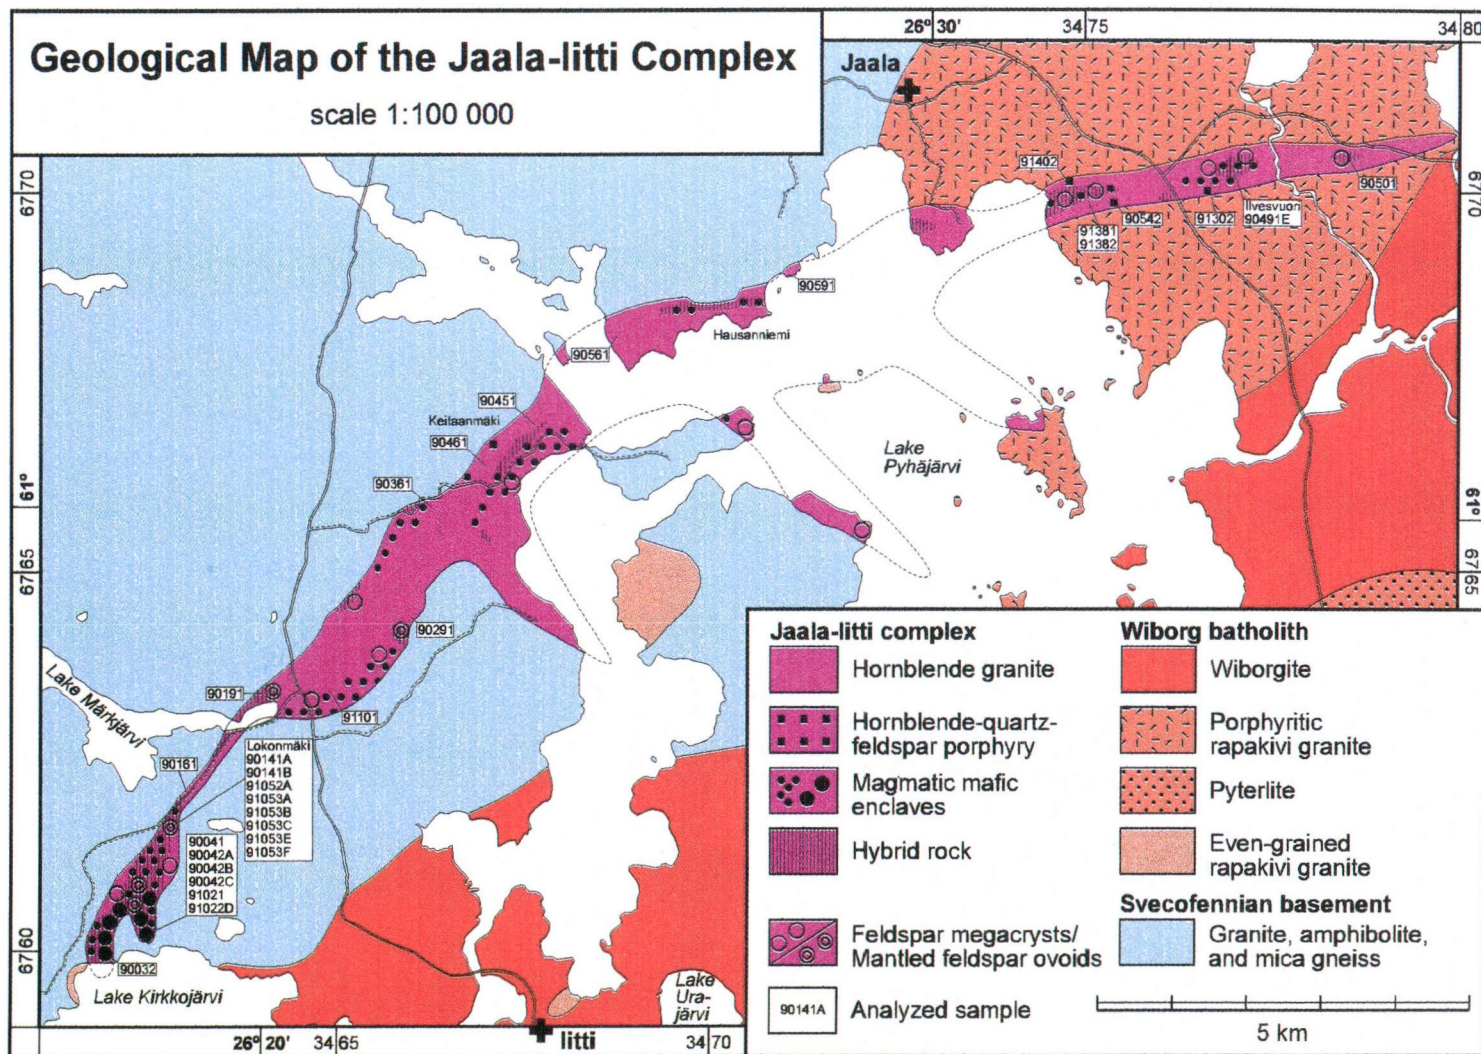 Geological Map of the Jaala-Iitti Complex
scale 1:100 000
26° 30'
34 75
34 80
Jaala
67 70
67 70
91402
90501
90542
91302
Ilvesvuori
90491E
91381
91382
90591
Hausanniemi
90561
90451
Keitaanmäki
90461
90361
Lake
Pyhäjärvi
61°
61°
67 65
67 65
90291
90191
91101
Lake Märkjärvi
90161
Lokonmäki
90141A
90141B
91052A
91053A
91053B
91053C
91053E
91053F
90041
90042A
90042B
90042C
91021
91022D
67 60
90032
Lake Kirkkojärvi
Lake
Ura-
järvi
26° 20'
34 65
Iitti
34 70
Jaala-Iitti complex
Hornblende granite
Hornblende-quartz-
feldspar porphyry
Magmatic mafic
enclaves
Hybrid rock
Feldspar megacrysts/
Mantled feldspar ovoids
90141A
Analyzed sample
Wiborg batholith
Wiborgite
Porphyritic
rapakivi granite
Pyterlite
Even-grained
rapakivi granite
Svecofennian basement
Granite, amphibolite,
and mica gneiss
5 km